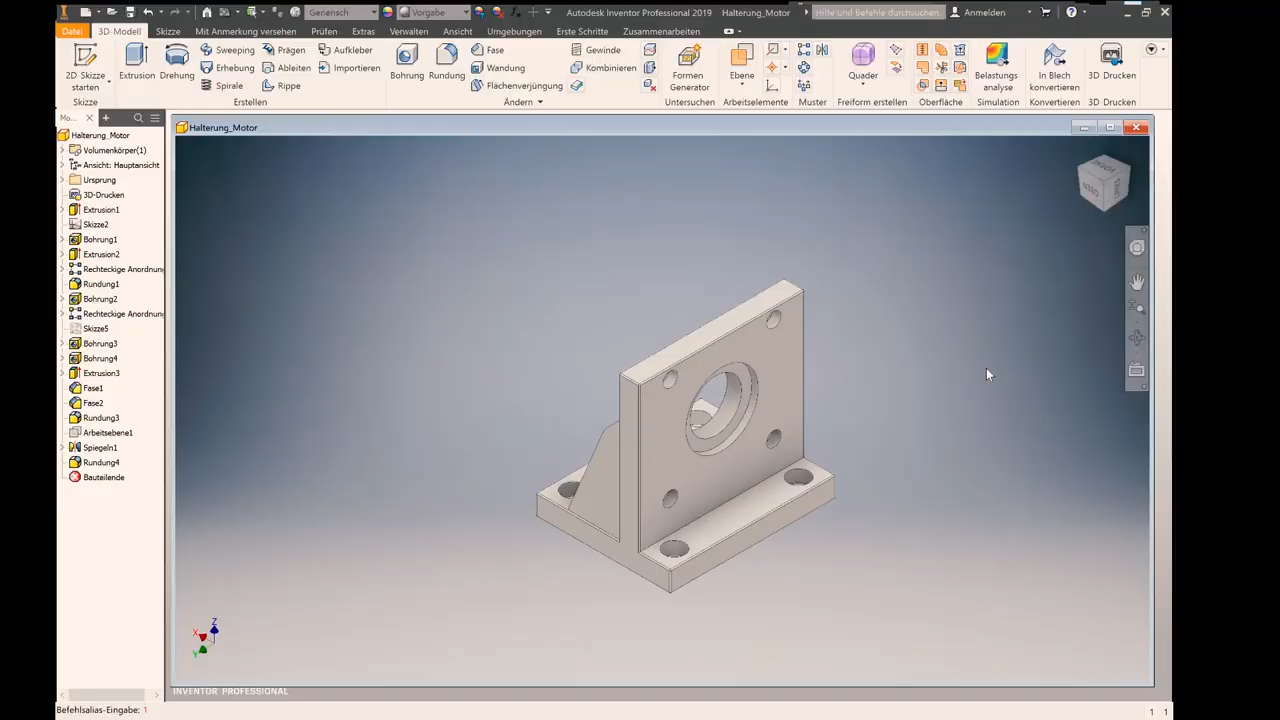 Generisch
Vorgabe
Autodesk Inventor Professional 2019
Halterung_Motor
Hilfe und Befehle durchsuchen...
Anmelden
Datei
3D-Modell
Skizze
Mit Anmerkung versehen
Prüfen
Extras
Verwalten
Ansicht
Umgebungen
Erste Schritte
Zusammenarbeiten
2D Skizze
starten
Extrusion
Drehung
Sweeping
Erhebung
Spirale
Prägen
Ableiten
Rippe
Aufkleber
Importieren
Bohrung
Rundung
Fase
Wandung
Flächenverjüngung
Gewinde
Kombinieren
Formen
Generator
Ebene
Quader
Belastungs
analyse
In Blech
konvertieren
3D Drucken
Skizze
Erstellen
Ändern
Untersuchen
Arbeitselemente
Muster
Freiform erstellen
Oberfläche
Simulation
Konvertieren
3D Drucken
Mo...
Halterung_Motor
Volumenkörper(1)
Ansicht: Hauptansicht
Ursprung
3D-Drucken
Extrusion1
Skizze2
Bohrung1
Extrusion2
Rechteckige Anordnung
Rundung1
Bohrung2
Rechteckige Anordnung
Skizze5
Bohrung3
Bohrung4
Extrusion3
Fase1
Fase2
Rundung3
Arbeitsebene1
Spiegeln1
Rundung4
Bauteilende
Halterung_Motor
Z
X
Y
INVENTOR PROFESSIONAL
Befehlsalias-Eingabe: 1
1 1